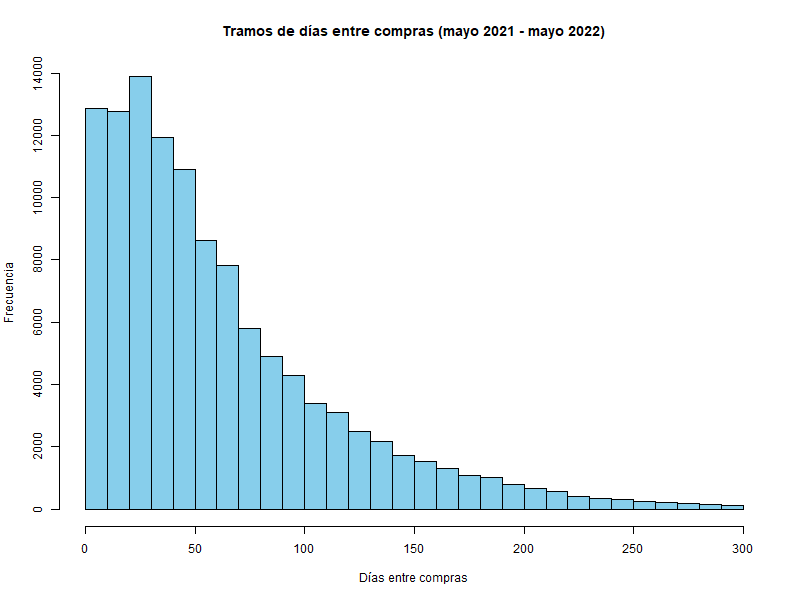 Tramos de días entre compras (mayo 2021 - mayo 2022)
14000
12000
10000
8000
6000
4000
2000
0
Frecuencia
0 50 100 150 200 250 300
Días entre compras